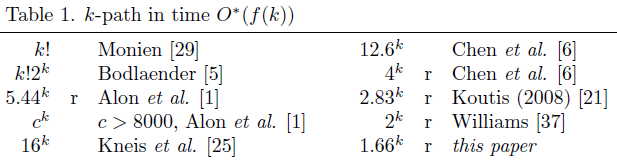 Table 1. k-path in time O*(f(k))
k! Monien [29] 12.6^k Chen et al. [6]
k!2^k Bodlaender [5] 4^k r Chen et al. [6]
5.44^k r Alon et al. [1] 2.83^k r Koutis (2008) [21]
c^k c > 8000, Alon et al. [1] 2^k r Williams [37]
16^k Kneis et al. [25] 1.66^k r this paper